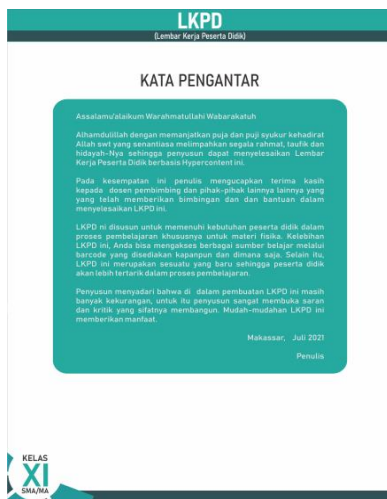 LKPD
(Lembar Kerja Peserta Didik)
KATA PENGANTAR
Assalamu'alaikum Warahmatullahi Wabarakatuh
Alhamdulillah dengan memanjatkan puja dan puji syukur kehadirat
Allah swt yang senantiasa melimpahkan segala rahmat, taufik dan
hidayah-Nya sehingga penyusun dapat menyelesaikan Lembar
Kerja Peserta Didik berbasis Hypercontent ini.
Pada kesempatan ini penulis mengucapkan terima kasih
kepada dosen pembimbing dan pihak-pihak lainnya lainnya yang
yang telah memberikan bimbingan dan dan bantuan dalam
menyelesaikan LKPD ini.
LKPD ni disusun untuk memenuhi kebutuhan peserta didik dalam
proses pembelajaran khususnya untuk materi fisika. Kelebihan
LKPD ini, Anda bisa mengakses berbagai sumber belajar melalui
barcode yang disediakan kapanpun dan dimana saja. Selain itu,
LKPD ini merupakan sesuatu yang baru sehingga peserta didik
akan lebih tertarik dalam proses pembelajaran.
Penyusun menyadari bahwa di dalam pembuatan LKPD ini masih
banyak kekurangan, untuk itu penyusun sangat membuka saran
dan kritik yang sifatnya membangun. Mudah-mudahan LKPD ini
memberikan manfaat.
Makassar, Juli 2021
Penulis
KELAS
XI
SMA/MA